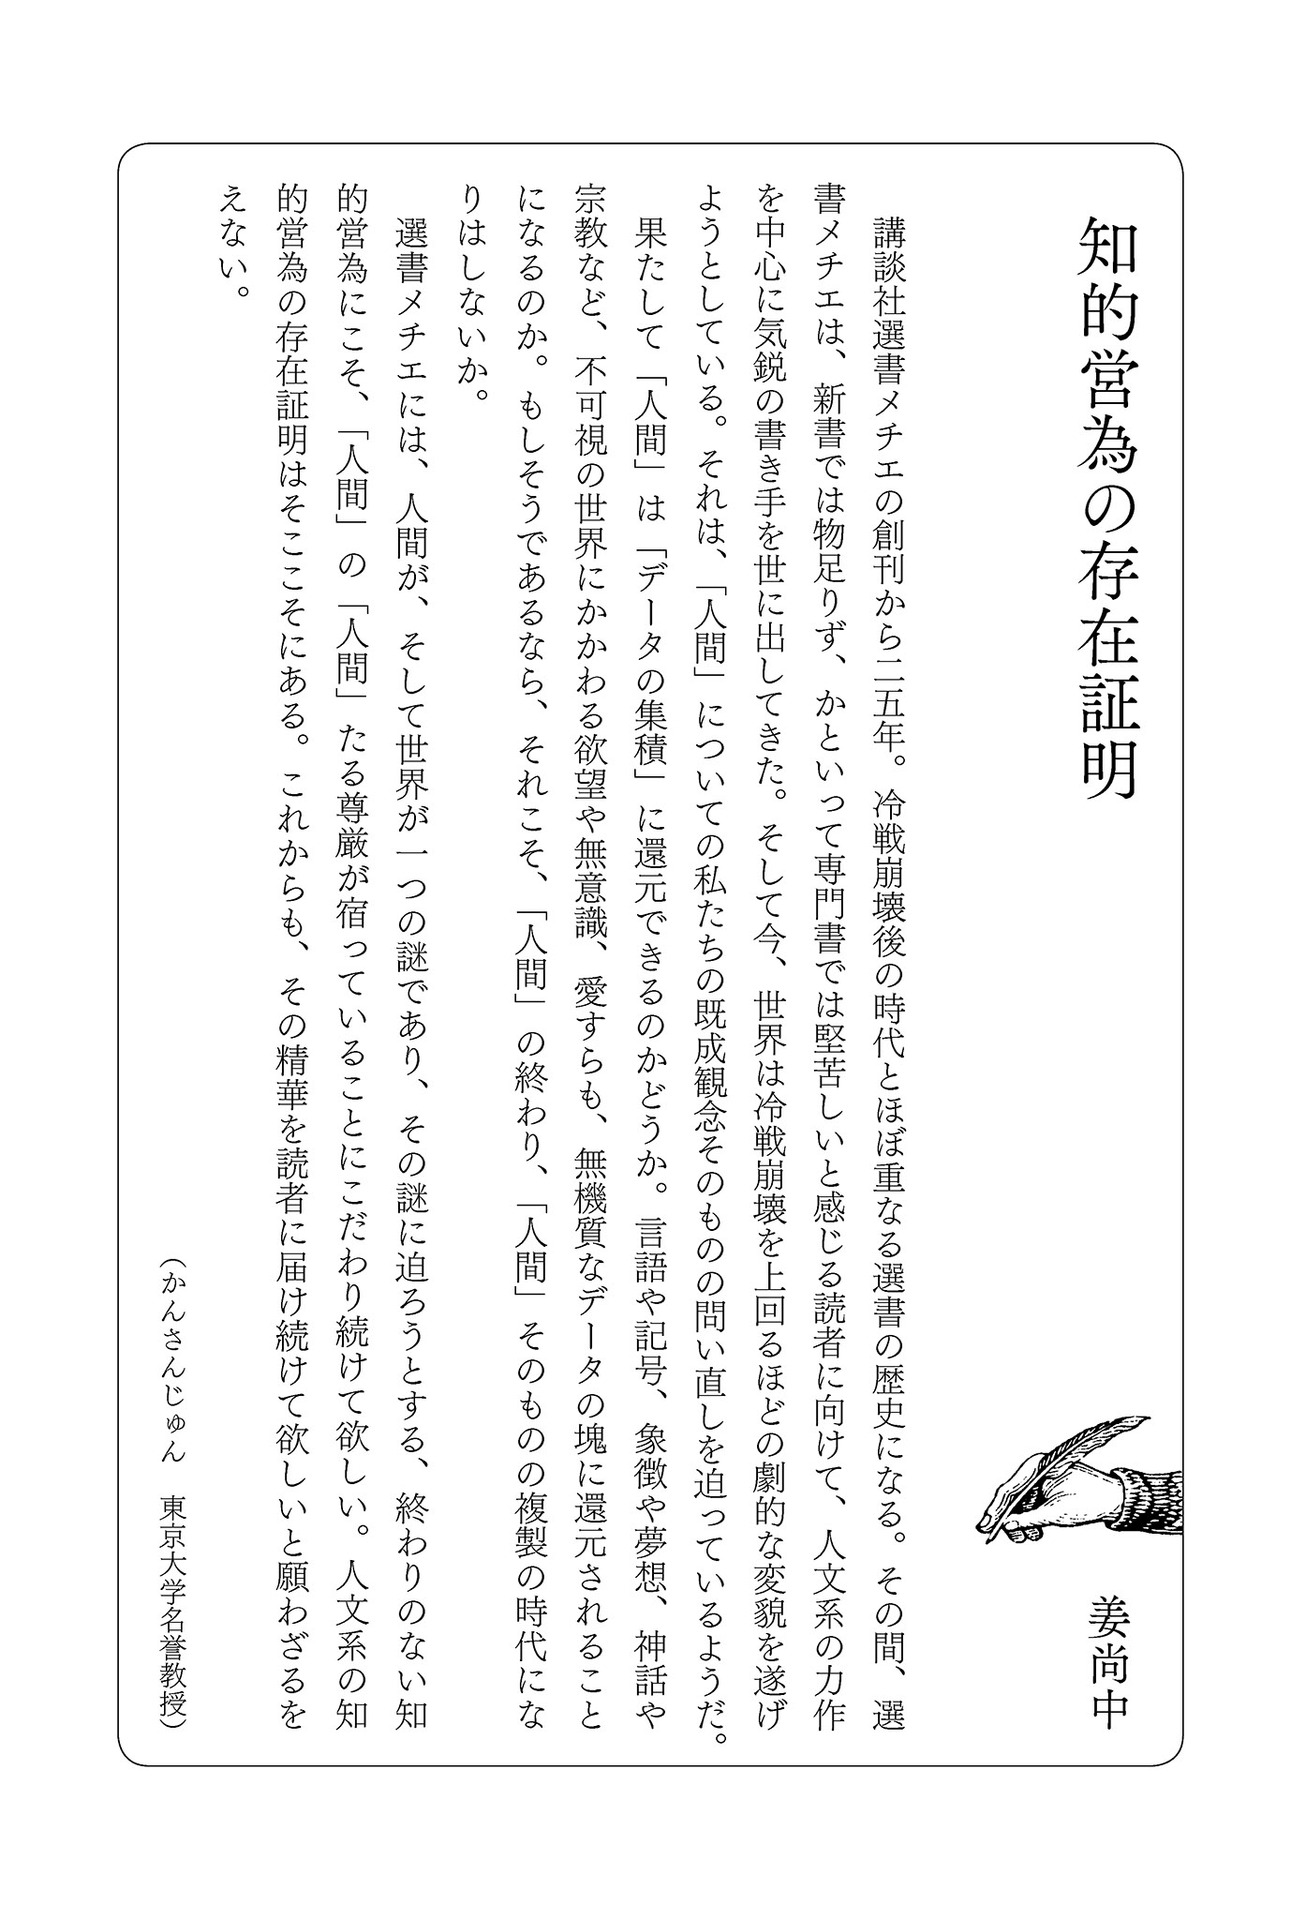 知的営為の存在証明
姜尚中
　講談社選書メチエの創刊から二五年。冷戦崩壊後の時代とほぼ重なる選書の歴史になる。その間、選
書メチエは、新書では物足りず、かといって専門書では堅苦しいと感じる読者に向けて、人文系の力作
を中心に気鋭の書き手を世に出してきた。そして今、世界は冷戦崩壊を上回るほどの劇的な変貌を遂げ
ようとしている。それは、「人間」についての私たちの既成観念そのものの問い直しを迫っているようだ。
　果たして「人間」は「データの集積」に還元できるのかどうか。言語や記号、象徴や夢想、神話や
宗教など、不可視の世界にかかわる欲望や無意識、愛すらも、無機質なデータの塊に還元されること
になるのか。もしそうであるなら、それこそ、「人間」の終わり、「人間」そのものの複製の時代にな
りはしないか。
　選書メチエには、人間が、そして世界が一つの謎であり、その謎に迫ろうとする、終わりのない知
的営為にこそ、「人間」の「人間」たる尊厳が宿っていることにこだわり続けて欲しい。人文系の知
的営為の存在証明はそこここにある。これからも、その精華を読者に届け続けて欲しいと願わざるを
えない。
（かんさんじゅん　東京大学名誉教授）